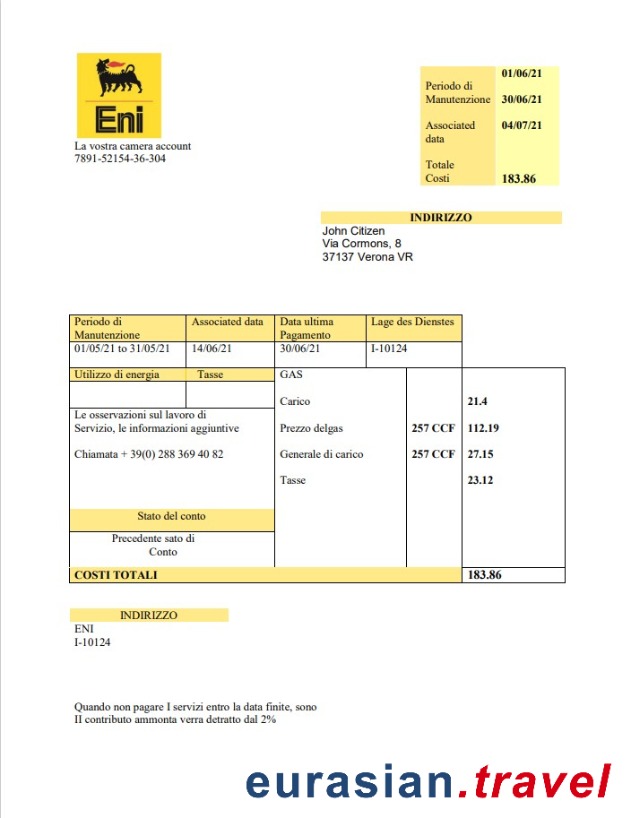 Eni
La vostra camera account
7891-52154-36-304
01/06/21
Periodo di
Manutenzione 30/06/21
Associated 04/07/21
data
Totale
Costi 183.86
INDIRIZZO
John Citizen
Via Cormons, 8
37137 Verona VR
Periodo di Associated data Data ultima Lage des Dienstes
Manutenzione Pagamento
01/05/21 to 31/05/21 14/06/21 30/06/21 I-10124
Utilizzo di energia Tasse GAS
Carico 21.4
Le osservazioni sul lavoro di
Servizio, le informazioni aggiuntive Prezzo delgas 257 CCF 112.19
Chiamata + 39(0) 288 369 40 82 Generale di carico 257 CCF 27.15
Tasse 23.12
Stato del conto
Precedente sato di
Conto
COSTI TOTALI 183.86
INDIRIZZO
ENI
I-10124
Quando non pagare I servizi entro la data finite, sono
II contributo ammonta verra detratto dal 2%
eurasian.travel